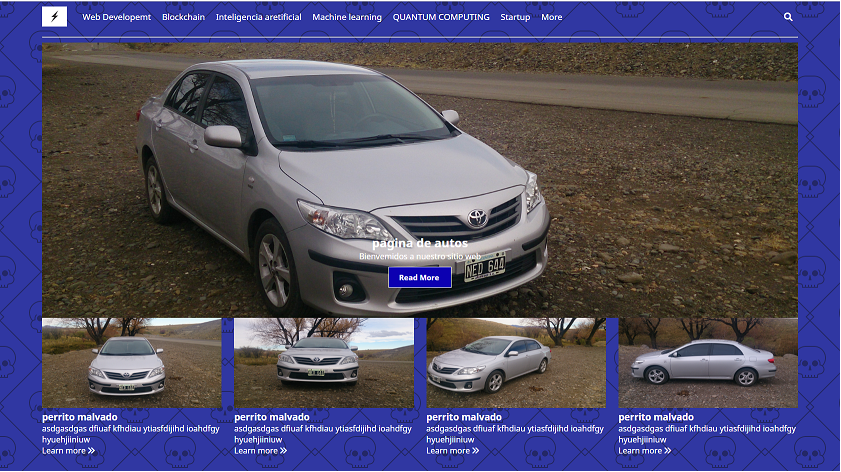 Web Developemt Blockchain Inteligencia aretificial Machine learning QUANTUM COMPUTING Startup More
pagina de autos
Bienvemidos a nuestro sitio web
NED 644
Read More
perrito malvado perrito malvado perrito malvado perrito malvado
asdgasdgas dfiuaf kfhdiau ytiasfdijihd ioahdfgy asdgasdgas dfiuaf kfhdiau ytiasfdijihd ioahdfgy asdgasdgas dfiuaf kfhdiau ytiasfdijihd ioahdfgy asdgasdgas dfiuaf kfhdiau ytiasfdijihd ioahdfgy
hyuehjiiniuw hyuehjiiniuw hyuehjiiniuw hyuehjiiniuw
Learn more Learn more Learn more Learn more